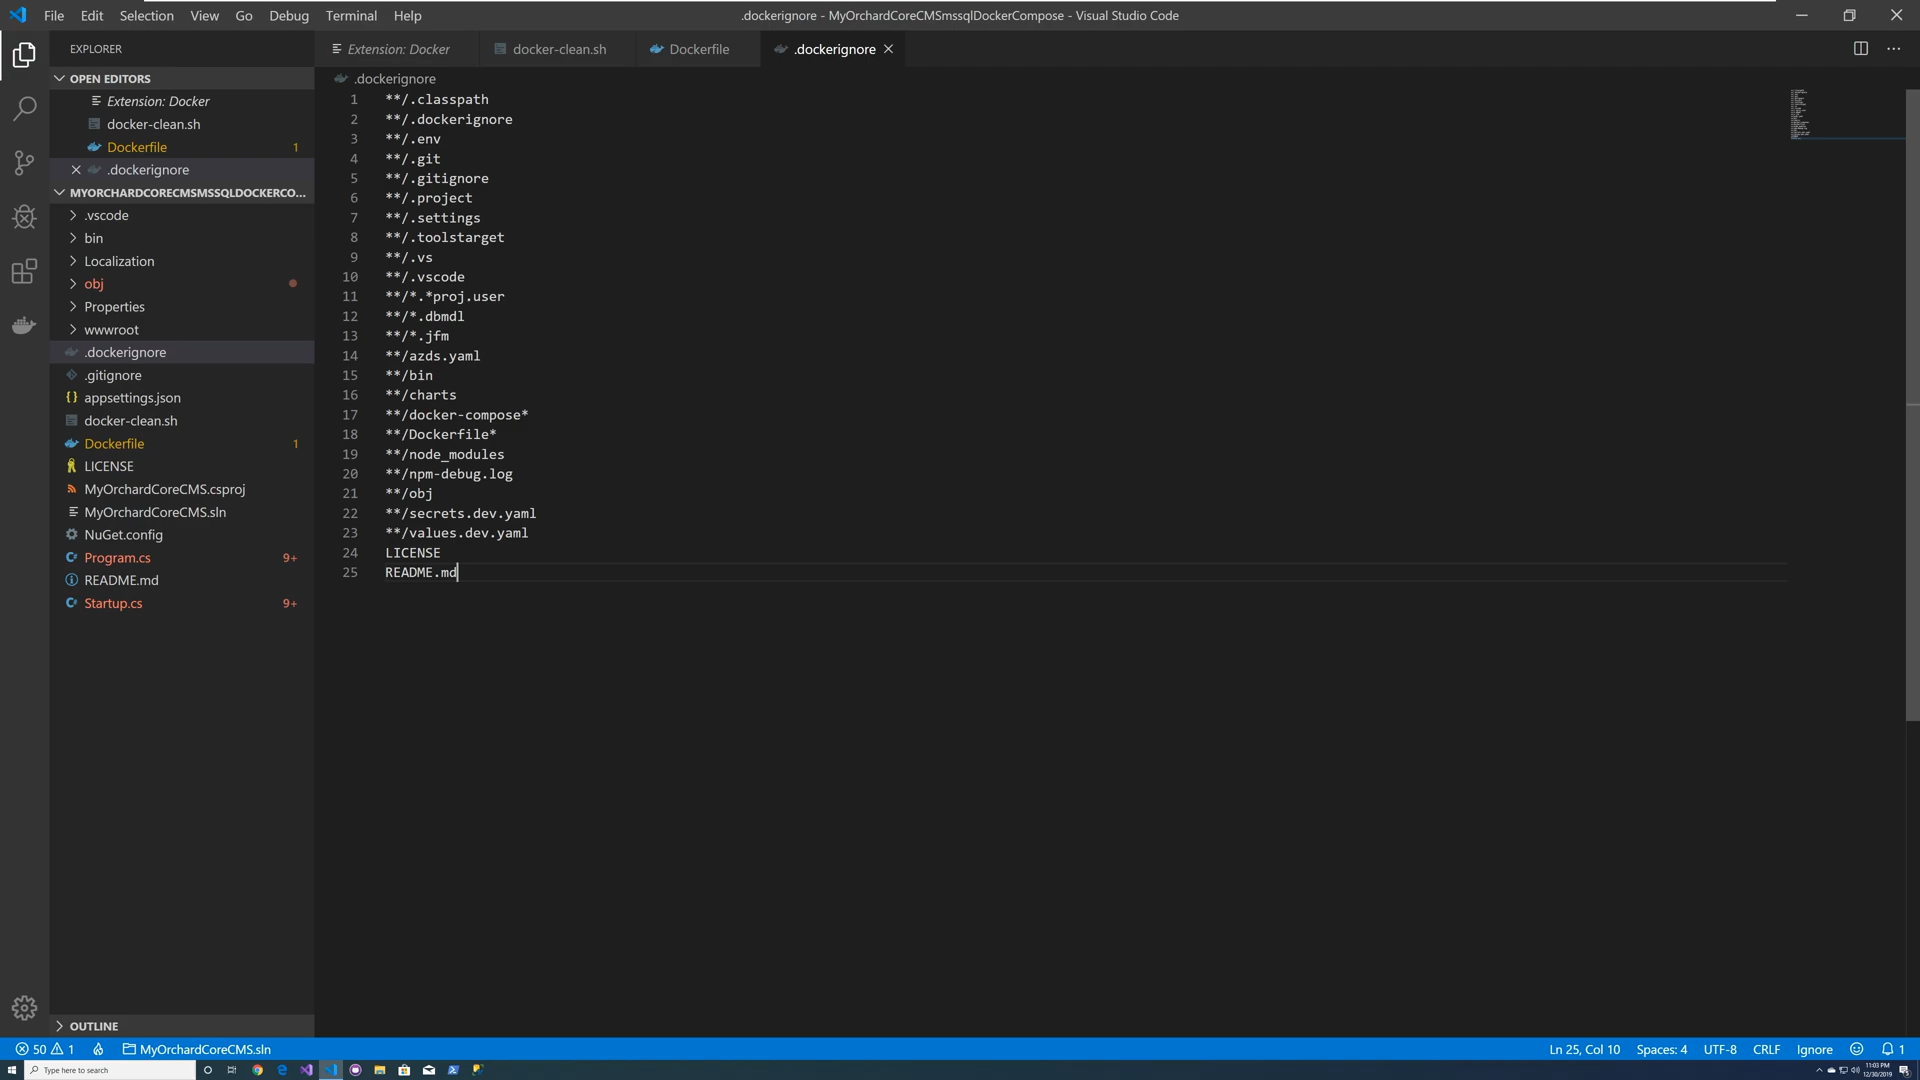 File Edit Selection View Go Debug Terminal Help
.dockerignore - MyOrchardCoreCMSmssqlDockerCompose - Visual Studio Code
EXPLORER
OPEN EDITORS
Extension: Docker
docker-clean.sh
Dockerfile 1
.dockerignore
MYORCHARDCORECMSMSSQLDOCKERCO...
.vscode
bin
Localization
obj
Properties
wwwroot
.dockerignore
.gitignore
appsettings.json
docker-clean.sh
Dockerfile 1
LICENSE
MyOrchardCoreCMS.csproj
MyOrchardCoreCMS.sln
NuGet.config
Program.cs 9+
README.md
Startup.cs 9+
OUTLINE
Extension: Docker docker-clean.sh Dockerfile .dockerignore
.dockerignore
1 **/.classpath
2 **/.dockerignore
3 **/.env
4 **/.git
5 **/.gitignore
6 **/.project
7 **/.settings
8 **/.toolstarget
9 **/.vs
10 **/.vscode
11 **/*.*proj.user
12 **/*.dbmdl
13 **/*.jfm
14 **/azds.yaml
15 **/bin
16 **/charts
17 **/docker-compose*
18 **/Dockerfile*
19 **/node_modules
20 **/npm-debug.log
21 **/obj
22 **/secrets.dev.yaml
23 **/values.dev.yaml
24 LICENSE
25 README.md
50 1 MyOrchardCoreCMS.sln Ln 25, Col 10 Spaces: 4 UTF-8 CRLF Ignore 1
Type here to search
11:03 PM
12/30/2019